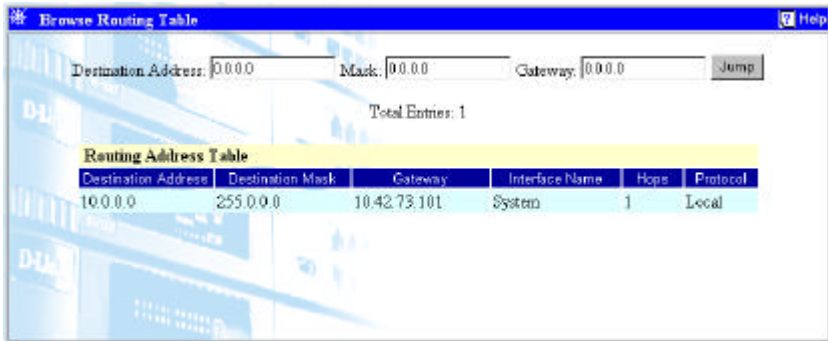 Browse Routing Table
Help
Destination Address: 0.0.0.0 Mask: 0.0.0.0 Gateway: 0.0.0.0 Jump
Total Entries: 1
Routing Address Table
Destination Address Destination Mask Gateway Interface Name Hops Protocol
10.0.0.0 255.0.0.0 10.42.73.101 System 1 Local
D-Link
D-Link